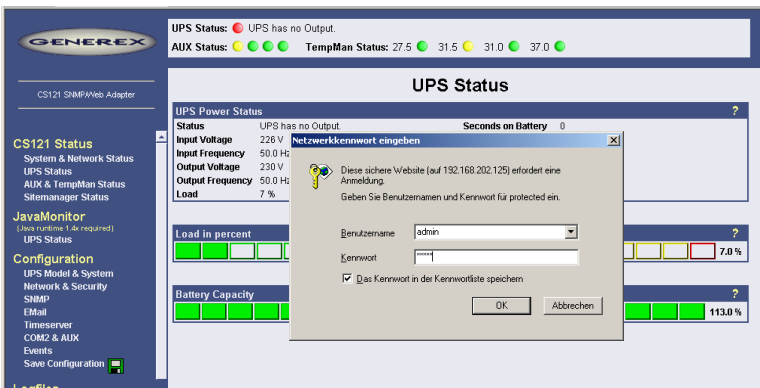 GENEREX
CS121 SNMP/Web Adapter
UPS Status: UPS has no Output.
AUX Status: TempMan Status: 27.5 31.5 31.0 37.0
CS121 Status
System & Network Status
UPS Status
AUX & TempMan Status
Sitemanager Status
JavaMonitor
(Java runtime 1.4x required)
UPS Status
Configuration
UPS Model & System
Network & Security
SNMP
EMail
Timeserver
COM2 & AUX
Events
Save Configuration
Logfiles
UPS Status
UPS Power Status ?
Status UPS has no Output. Seconds on Battery 0
Input Voltage 226 V
Input Frequency 50.0 Hz
Output Voltage 230 V
Output Frequency 50.0 Hz
Load 7 %
Load in percent ?
7.0 %
Battery Capacity ?
113.0 %
Netzwerkkennwort eingeben
Diese sichere Website (auf 192.168.202.125) erfordert eine
Anmeldung.
Geben Sie Benutzernamen und Kennwort für protected ein.
Benutzername admin
Kennwort *****
Das Kennwort in der Kennwortliste speichern
OK Abbrechen